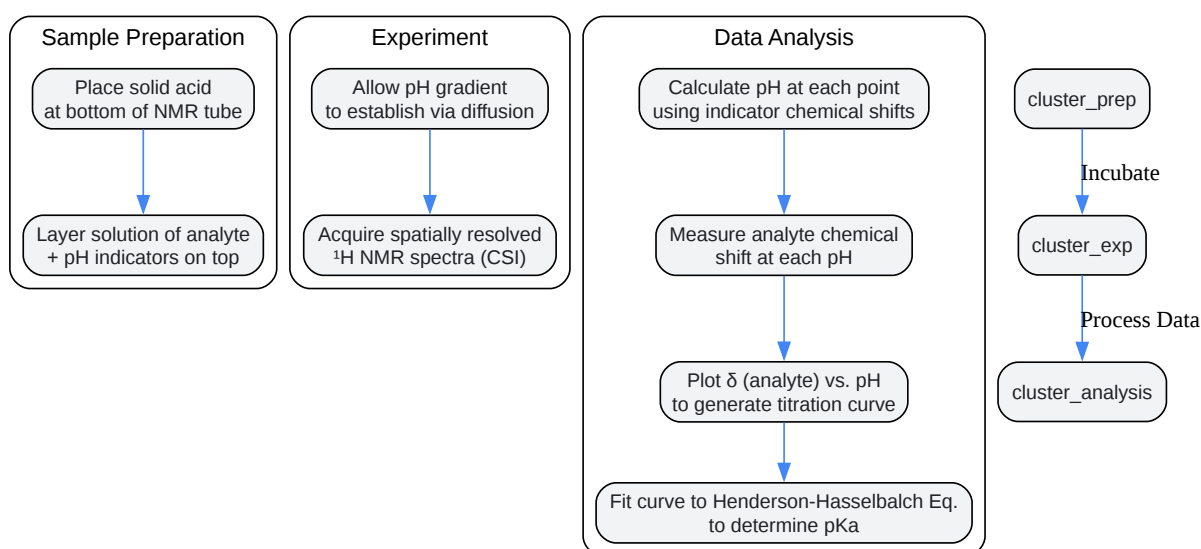 Sample Preparation
Place solid acid
at bottom of NMR tube
Layer solution of analyte
+ pH indicators on top
Experiment
Allow pH gradient
to establish via diffusion
Acquire spatially resolved
¹H NMR spectra (CSI)
Data Analysis
Calculate pH at each point
using indicator chemical shifts
Measure analyte chemical
shift at each pH
Plot δ (analyte) vs. pH
to generate titration curve
Fit curve to Henderson-Hasselbalch Eq.
to determine pKa
cluster_prep
Incubate
cluster_exp
Process Data
cluster_analysis